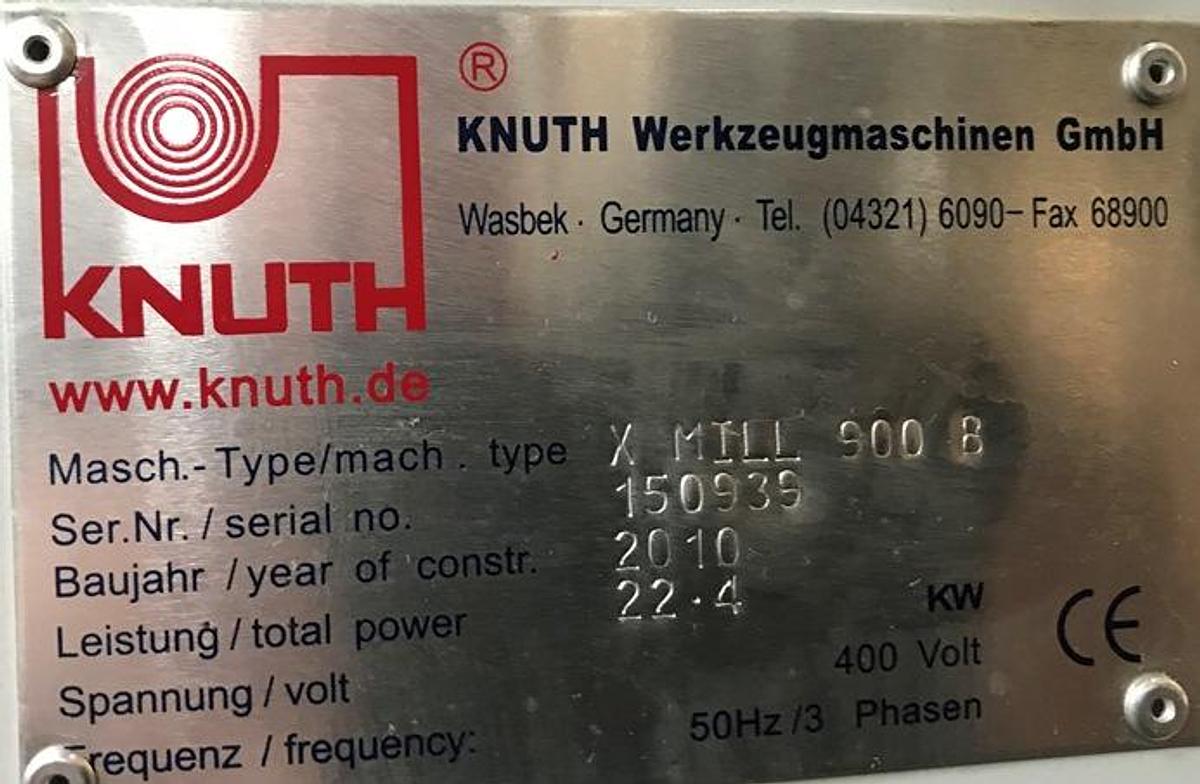 ®
KNUTH Werkzeugmaschinen GmbH
Wasbek · Germany · Tel. (04321) 6090–Fax 68900
KNUTH
www.knuth.de
Masch.-Type/mach. type X MILL 900 B
Ser.Nr. / serial no. 150939
Baujahr / year of constr. 2010
Leistung / total power 22.4 KW
Spannung / volt 400 Volt
Frequenz / frequency: 50Hz /3 Phasen
CE